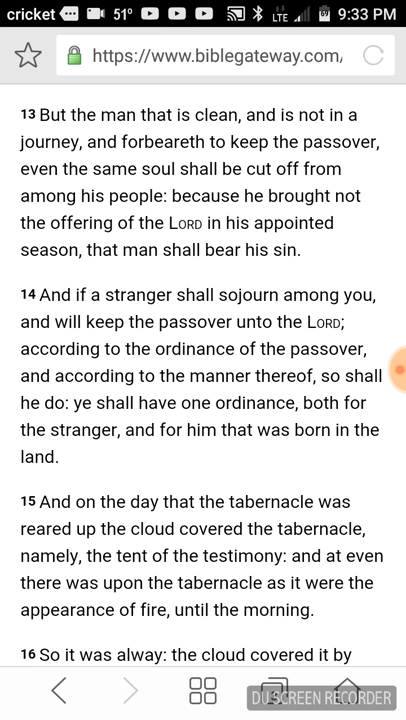 cricket 51° LTE 9:33 PM
https://www.biblegateway.com,
13 But the man that is clean, and is not in a
journey, and forbeareth to keep the passover,
even the same soul shall be cut off from
among his people: because he brought not
the offering of the LORD in his appointed
season, that man shall bear his sin.
14 And if a stranger shall sojourn among you,
and will keep the passover unto the LORD;
according to the ordinance of the passover,
and according to the manner thereof, so shall
he do: ye shall have one ordinance, both for
the stranger, and for him that was born in the
land.
15 And on the day that the tabernacle was
reared up the cloud covered the tabernacle,
namely, the tent of the testimony: and at even
there was upon the tabernacle as it were the
appearance of fire, until the morning.
16 So it was alway: the cloud covered it by
DU SCREEN RECORDER